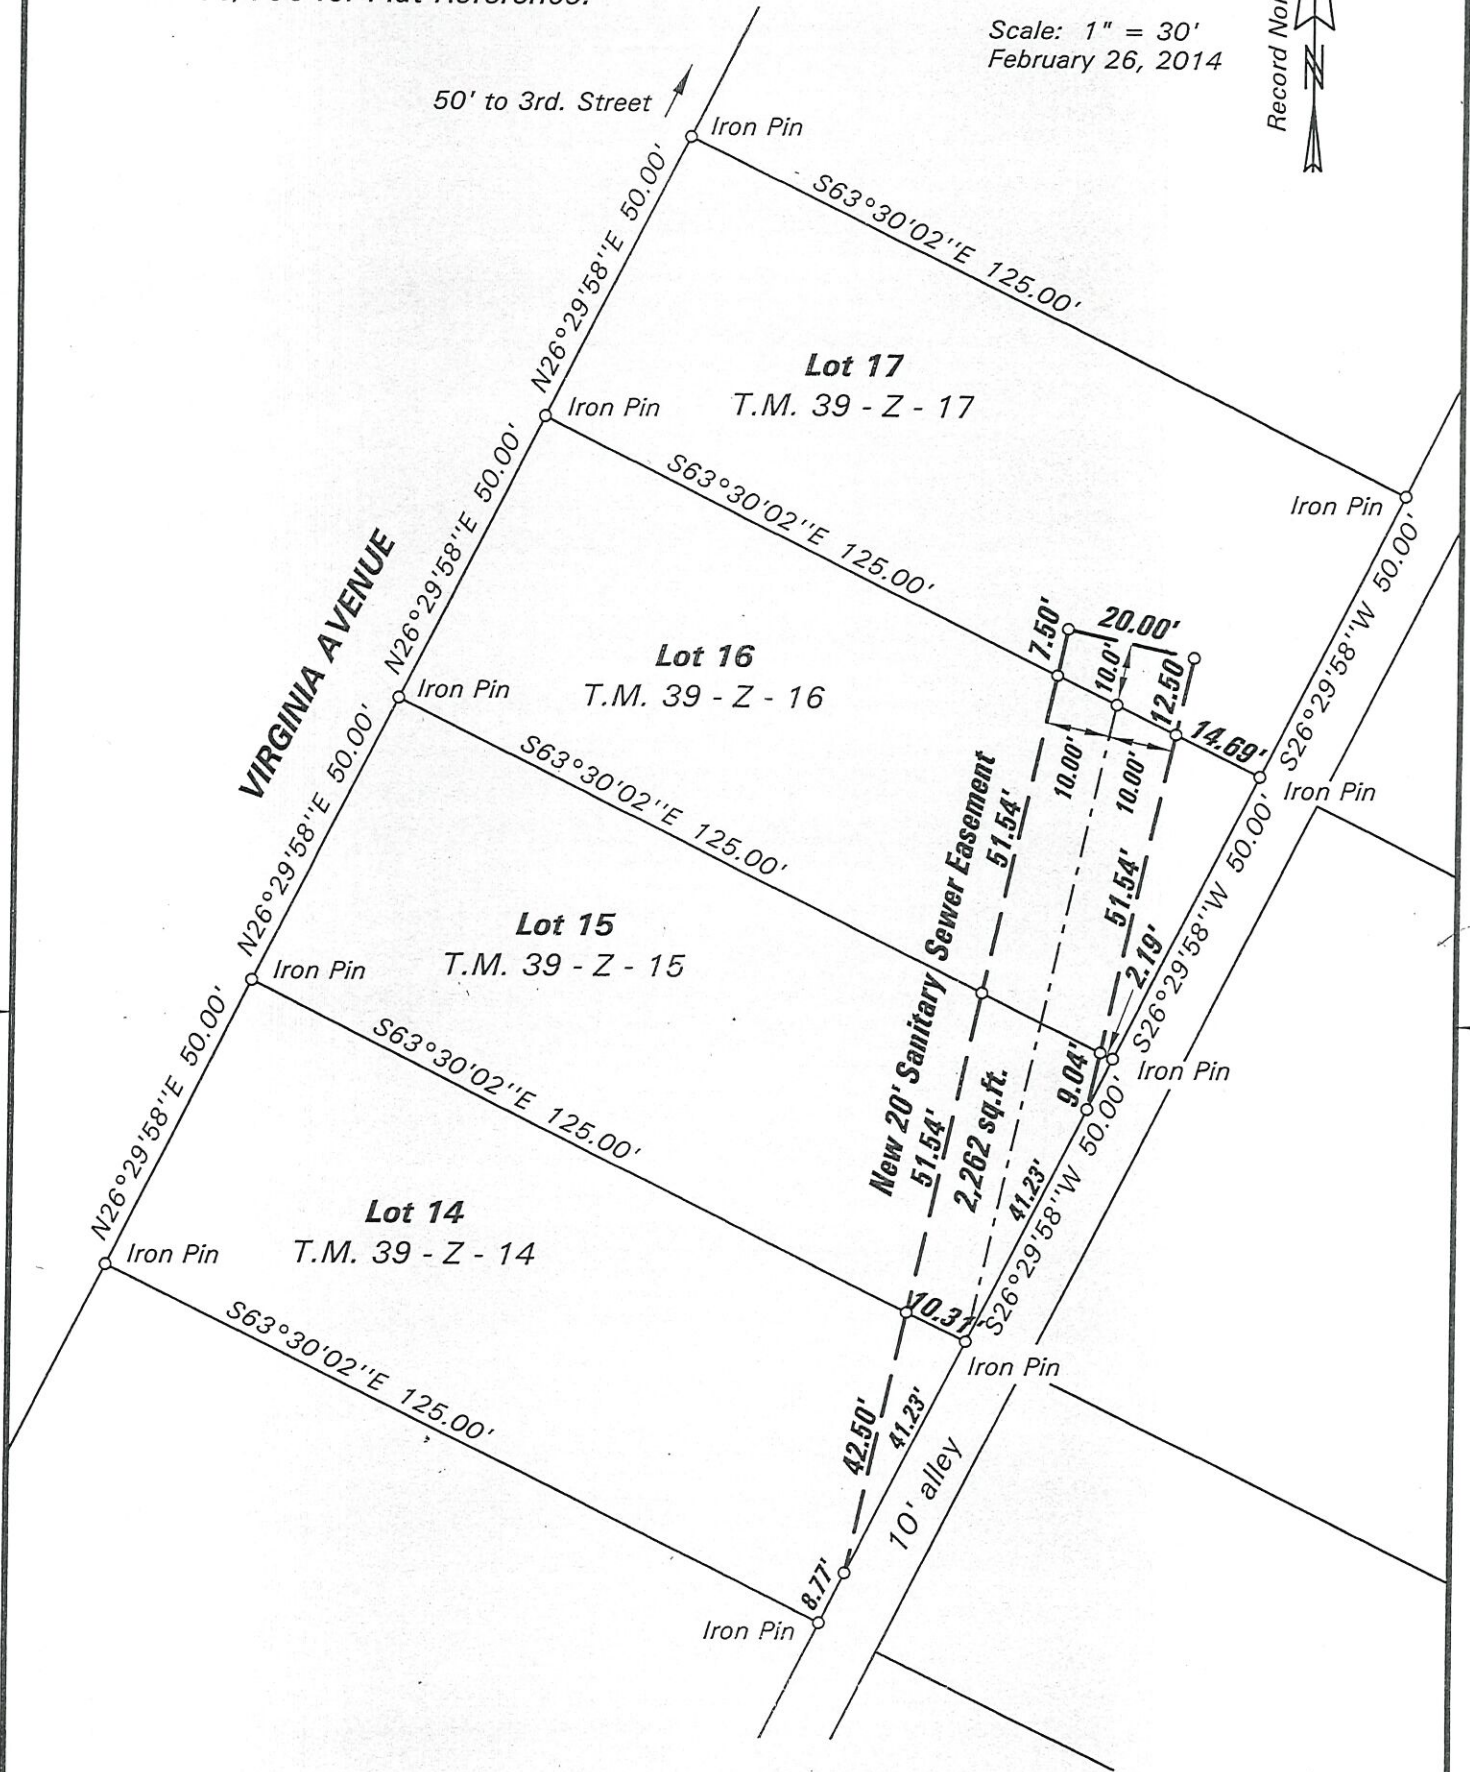 for Plat Reference.
Scale: 1" = 30'
February 26, 2014
Record
50' to 3rd. Street
Iron Pin
N26°29'58''E 50.00'
S63°30'02''E 125.00'
Lot 17
T.M. 39 - Z - 17
Iron Pin
Iron Pin
S26°29'58''W 50.00'
N26°29'58''E 50.00'
S63°30'02''E 125.00'
VIRGINIA AVENUE
7.50'
20.00'
10.0'
12.50'
14.69'
Lot 16
T.M. 39 - Z - 16
Iron Pin
10.00'
10.00'
Iron Pin
N26°29'58''E 50.00'
S63°30'02''E 125.00'
New 20' Sanitary Sewer Easement
51.54'
51.54'
S26°29'58''W 50.00'
2.19'
Lot 15
T.M. 39 - Z - 15
Iron Pin
9.04'
Iron Pin
N26°29'58''E 50.00'
S63°30'02''E 125.00'
51.54'
2,262 sq.ft.
41.23'
S26°29'58''W 50.00'
Lot 14
T.M. 39 - Z - 14
Iron Pin
10.31'
Iron Pin
S63°30'02''E 125.00'
42.50'
41.23'
10' alley
8.77'
Iron Pin